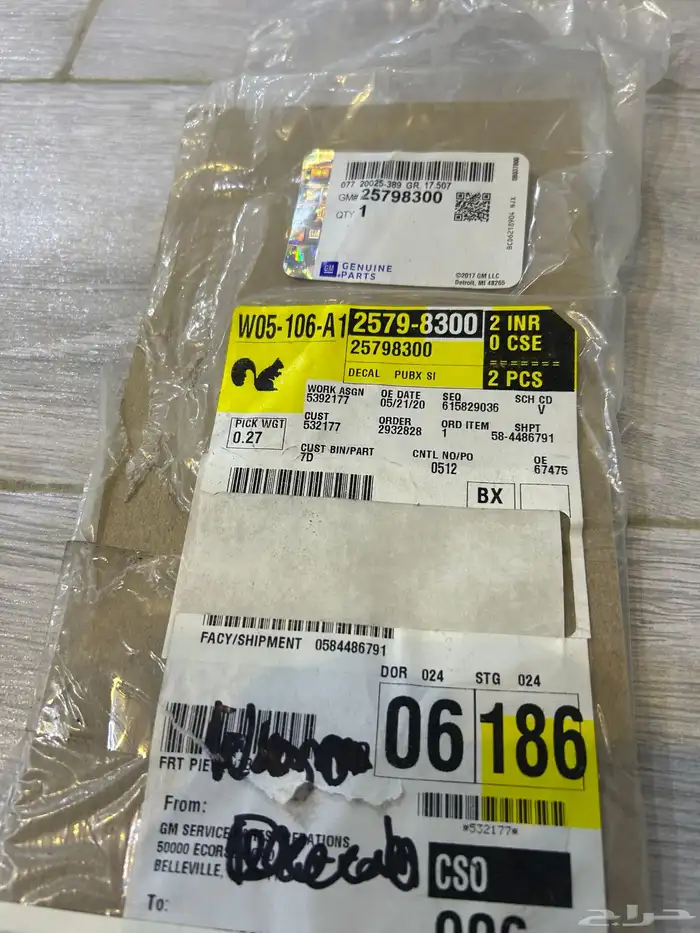 077 20025-389 GR. 17.507
GM# 25798300
QTY 1
GM GENUINE PARTS
©2017 GM LLC
Detroit, MI 48265
W05-106-A1
2579-8300
25798300
DECAL PUBX SI
2 INR
0 CSE
2 PCS
WORK ASGN
5392177
OE DATE
05/21/20
SEQ
615829036
SCH CD
V
PICK WGT
0.27
CUST
532177
ORDER
2932828
ORD ITEM
1
SHPT
58-4486791
CUST BIN/PART
7D
CNTL NO/PO
0512
OE
67475
BX
FACY/SHIPMENT 0584486791
DOR 024
STG 024
06
186
FRT PIE
*532177*
From:
GM SERVICE
50000 ECORS
BELLEVILLE,
CSO
To:
حراج